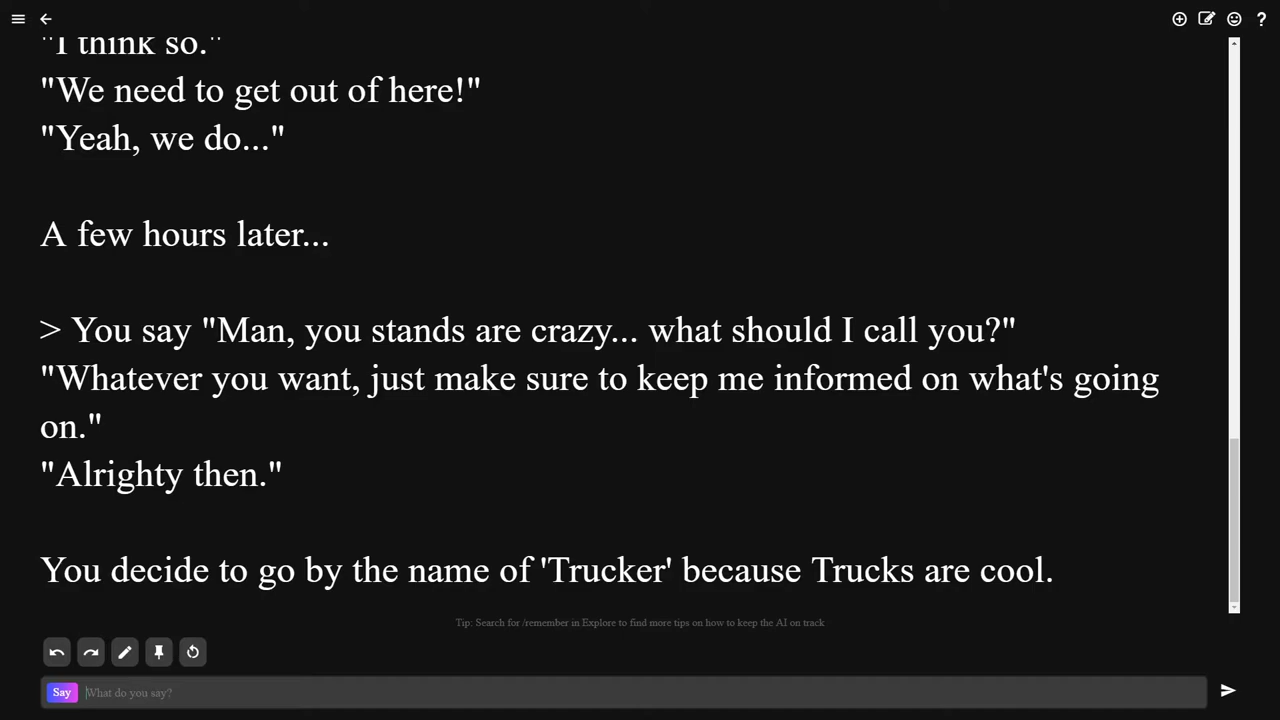 "I think so."
"We need to get out of here!"
"Yeah, we do..."
A few hours later...
> You say "Man, you stands are crazy... what should I call you?"
"Whatever you want, just make sure to keep me informed on what's going
on."
"Alrighty then."
You decide to go by the name of 'Trucker' because Trucks are cool.
Tip: Search for /remember in Explore to find more tips on how to keep the AI on track
Say What do you say?